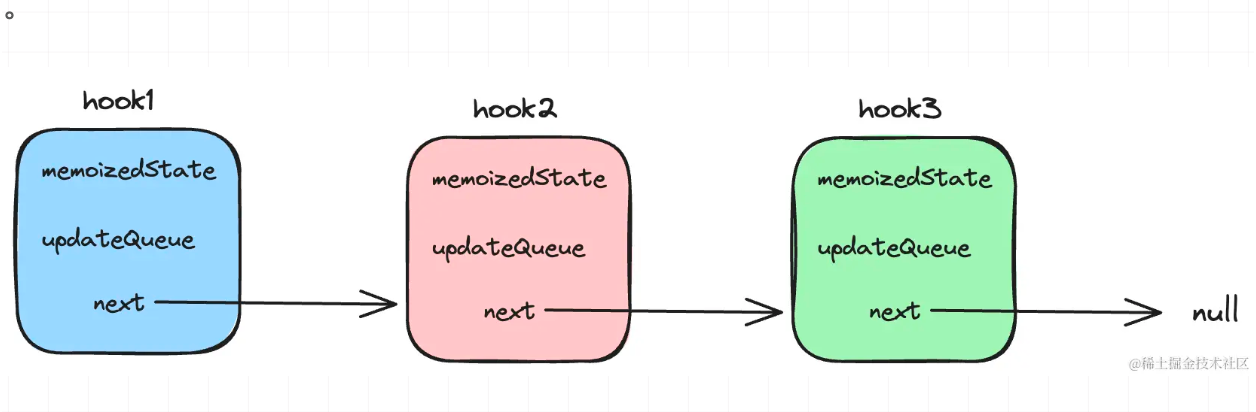 。
hook1
memoizedState
updateQueue
next
hook2
memoizedState
updateQueue
next
hook3
memoizedState
updateQueue
next
null
@稀土掘金技术社区